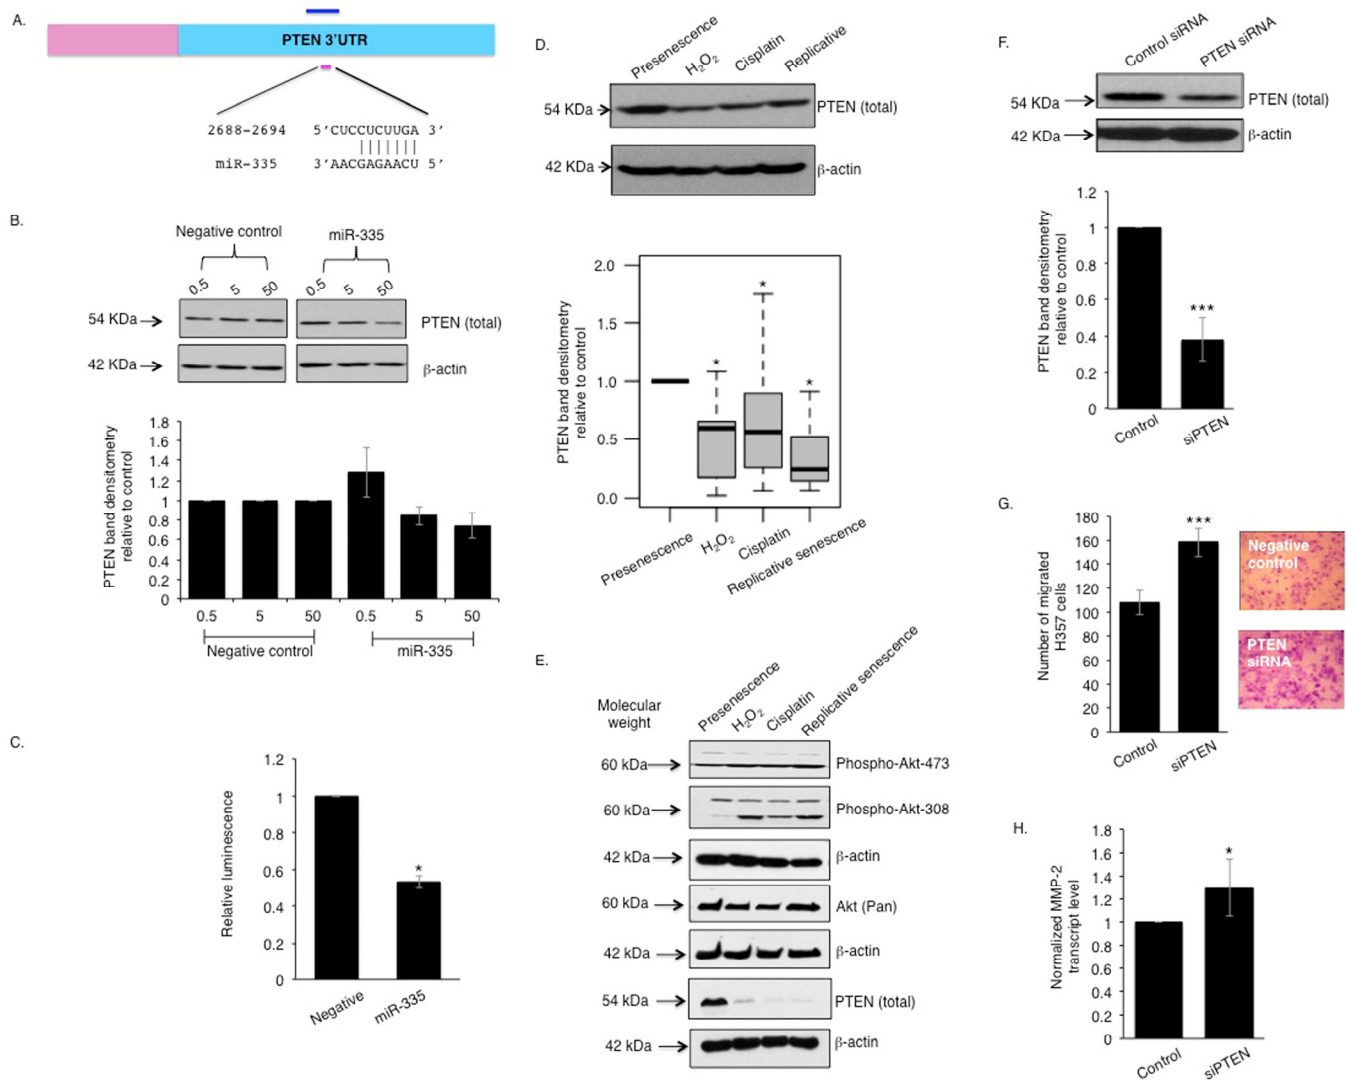 A.
PTEN 3'UTR
2688-2694 5'CUCCUCUUGA 3'
miR-335 3'AACGAGAACU 5'
B.
Negative control
miR-335
0.5 5 50 0.5 5 50
54 KDa
PTEN (total)
42 KDa
β-actin
PTEN band densitometry
relative to control
1.8
1.6
1.4
1.2
1
0.8
0.6
0.4
0.2
0
0.5 5 50 0.5 5 50
Negative control
miR-335
C.
Relative luminescence
1.2
1
0.8
0.6
0.4
0.2
0
*
Negative
miR-335
D.
Presenescence
H2O2
Cisplatin
Replicative
54 KDa
PTEN (total)
42 KDa
β-actin
PTEN band densitometry
relative to control
2.0
1.5
1.0
0.5
0.0
* * *
Presenescence
H2O2
Cisplatin
Replicative senescence
E.
Molecular
weight
Presenescence
H2O2
Cisplatin
Replicative senescence
60 kDa
Phospho-Akt-473
60 kDa
Phospho-Akt-308
42 kDa
β-actin
60 kDa
Akt (Pan)
42 kDa
β-actin
54 kDa
PTEN (total)
42 kDa
β-actin
F.
Control siRNA
PTEN siRNA
54 KDa
PTEN (total)
42 KDa
β-actin
PTEN band densitometry
relative to control
1.2
1
0.8
0.6
0.4
0.2
0
***
Control
siPTEN
G.
Number of migrated
H357 cells
180
160
140
120
100
80
60
40
20
0
***
Control
siPTEN
Negative
control
PTEN
siRNA
H.
Normalized MMP-2
transcript level
1.8
1.6
1.4
1.2
1
0.8
0.6
0.4
0.2
0
*
Control
siPTEN